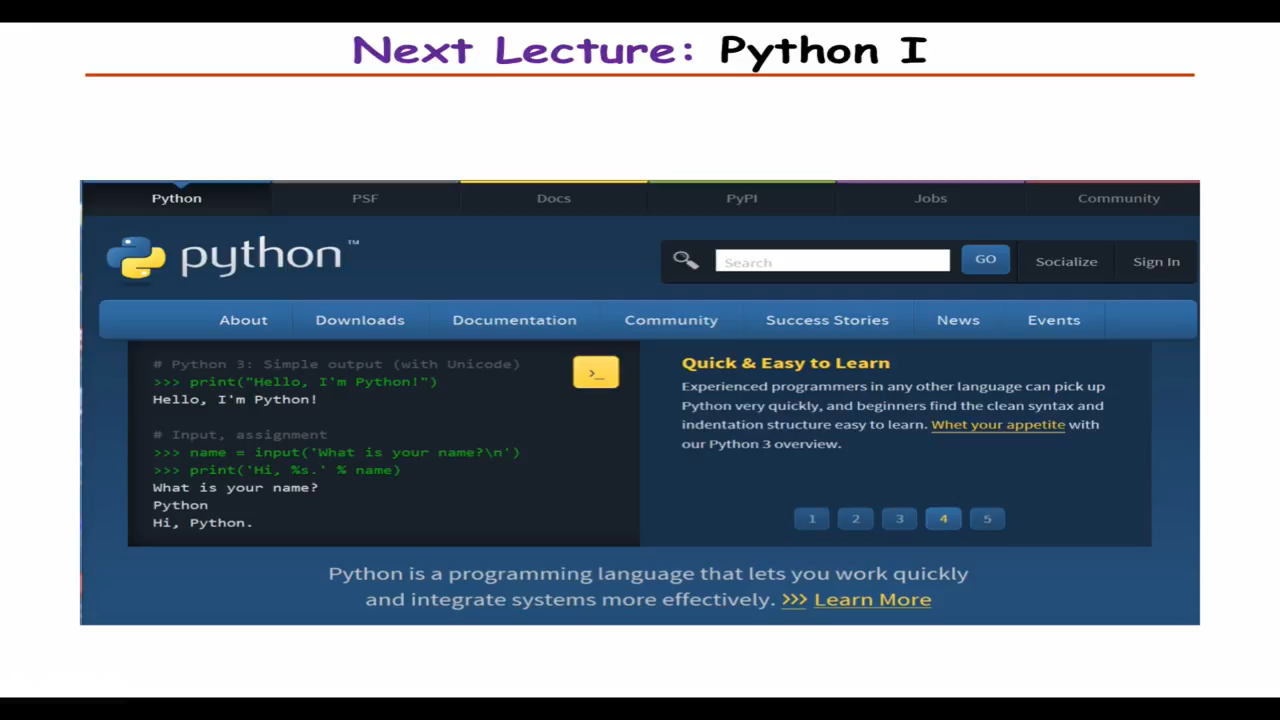 Next Lecture: Python I
Python PSF Docs PyPI Jobs Community
python™
Search GO Socialize Sign In
About Downloads Documentation Community Success Stories News Events
# Python 3: Simple output (with Unicode)
>>> print("Hello, I'm Python!")
Hello, I'm Python!
# Input, assignment
>>> name = input('What is your name?\n')
>>> print('Hi, %s.' % name)
What is your name?
Python
Hi, Python.
>_
Quick & Easy to Learn
Experienced programmers in any other language can pick up
Python very quickly, and beginners find the clean syntax and
indentation structure easy to learn. Whet your appetite with
our Python 3 overview.
1 2 3 4 5
Python is a programming language that lets you work quickly
and integrate systems more effectively. >>> Learn More